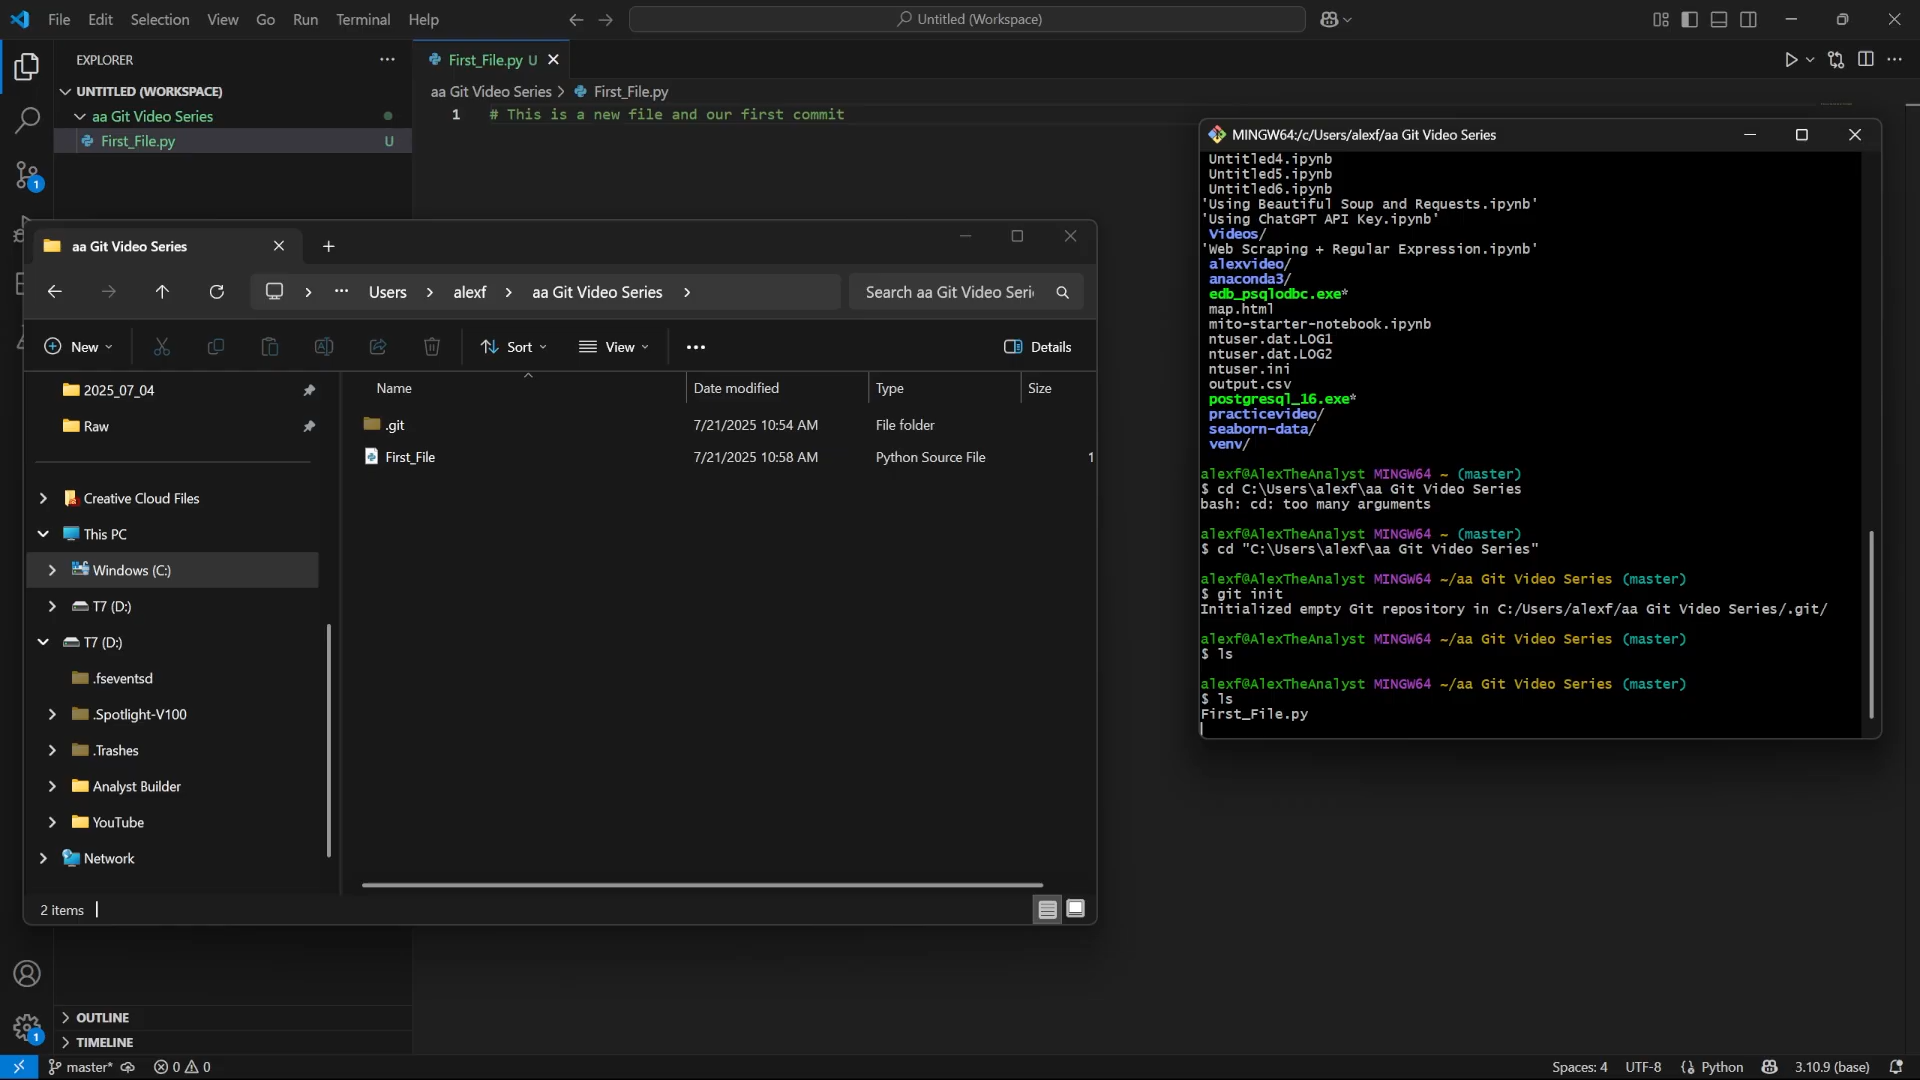 File Edit Selection View Go Run Terminal Help
Untitled (Workspace)
EXPLORER
UNTITLED (WORKSPACE)
aa Git Video Series
First_File.py U
1
First_File.py U
aa Git Video Series > First_File.py
1 # This is a new file and our first commit
aa Git Video Series
Users > alexf > aa Git Video Series >
Search aa Git Video Seri
New Sort View Details
2025_07_04
Raw
Creative Cloud Files
This PC
Windows (C:)
T7 (D:)
T7 (D:)
.fseventsd
.Spotlight-V100
.Trashes
Analyst Builder
YouTube
Network
Name Date modified Type Size
.git 7/21/2025 10:54 AM File folder
First_File 7/21/2025 10:58 AM Python Source File 1
2 items
MINGW64:/c/Users/alexf/aa Git Video Series
Untitled4.ipynb
Untitled5.ipynb
Untitled6.ipynb
'Using Beautiful Soup and Requests.ipynb'
'Using ChatGPT API Key.ipynb'
Videos/
'Web Scraping + Regular Expression.ipynb'
alexvideo/
anaconda3/
edb_psqlodbc.exe*
map.html
mito-starter-notebook.ipynb
ntuser.dat.LOG1
ntuser.dat.LOG2
ntuser.ini
output.csv
postgresql_16.exe*
practicevideo/
seaborn-data/
venv/
alexf@AlexTheAnalyst MINGW64 ~ (master)
$ cd C:\Users\alexf\aa Git Video Series
bash: cd: too many arguments
alexf@AlexTheAnalyst MINGW64 ~ (master)
$ cd "C:\Users\alexf\aa Git Video Series"
alexf@AlexTheAnalyst MINGW64 ~/aa Git Video Series (master)
$ git init
Initialized empty Git repository in C:/Users/alexf/aa Git Video Series/.git/
alexf@AlexTheAnalyst MINGW64 ~/aa Git Video Series (master)
$ ls
alexf@AlexTheAnalyst MINGW64 ~/aa Git Video Series (master)
$ ls
First_File.py
OUTLINE
TIMELINE
1
master* 0 0
Spaces: 4 UTF-8 Python 3.10.9 (base)